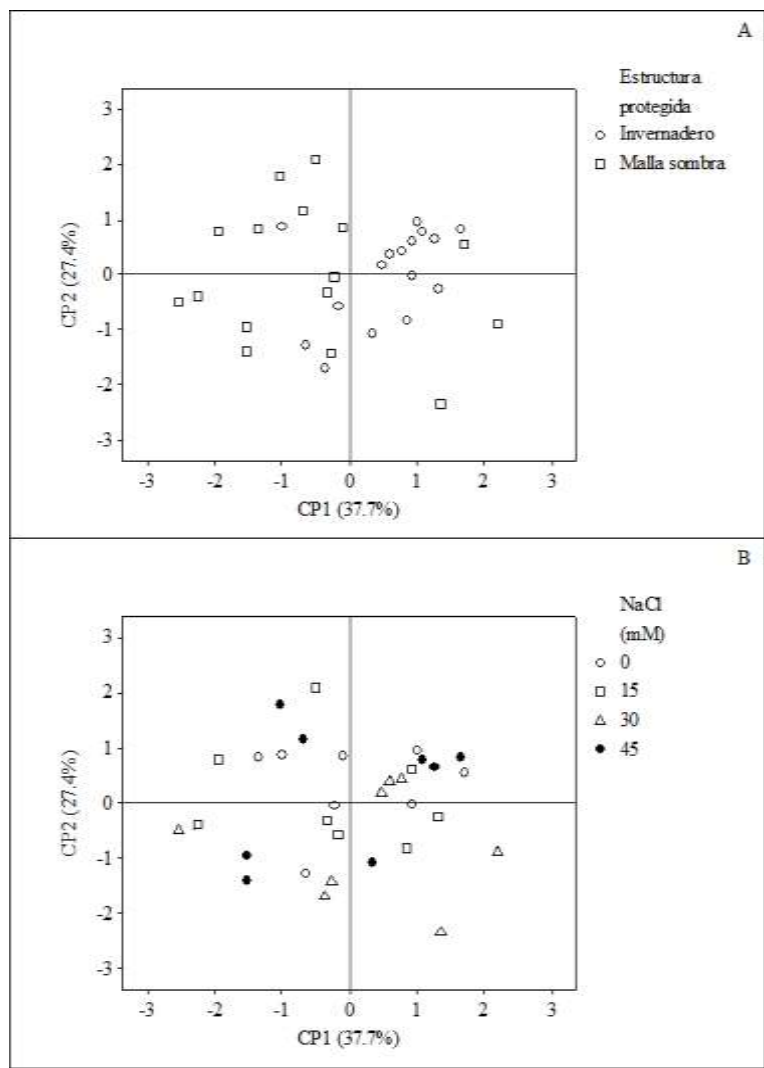 A
Estructura
protegida
Invernadero
Malla sombra
3
2
1
0
-1
-2
-3
CP2 (27.4%)
-3 -2 -1 0 1 2 3
CP1 (37.7%)
B
NaCl
(mM)
0
15
30
45
3
2
1
0
-1
-2
-3
CP2 (27.4%)
-3 -2 -1 0 1 2 3
CP1 (37.7%)